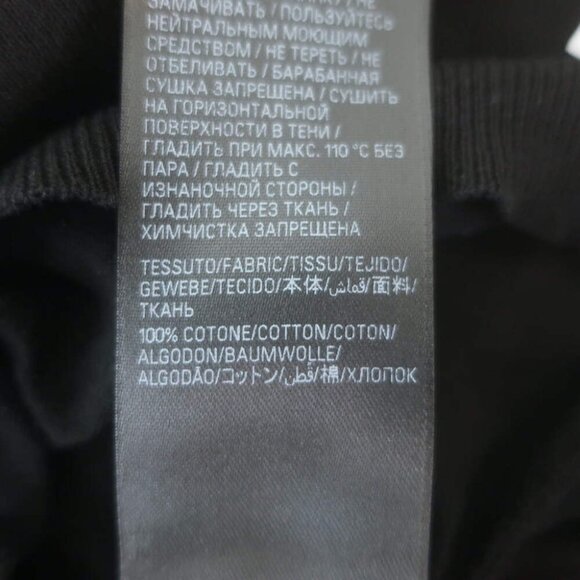 ЗАМАЧИВАТЬ / ПОЛЬЗУЙТЕСЬ
НЕЙТРАЛЬНЫМ МОЮЩИМ
СРЕДСТВОМ / НЕ ТЕРЕТЬ / НЕ
ОТБЕЛИВАТЬ / БАРАБАННАЯ
СУШКА ЗАПРЕЩЕНА / СУШИТЬ
НА ГОРИЗОНТАЛЬНОЙ
ПОВЕРХНОСТИ В ТЕНИ /
ГЛАДИТЬ ПРИ МАКС. 110 °C БЕЗ
ПАРА / ГЛАДИТЬ С
ИЗНАНОЧНОЙ СТОРОНЫ /
ГЛАДИТЬ ЧЕРЕЗ ТКАНЬ /
ХИМЧИСТКА ЗАПРЕЩЕНА
TESSUTO/FABRIC/TISSU/TEJIDO/
GEWEBE/TECIDO/本体/قماش/面料/
ТКАНЬ
100% COTONE/COTTON/COTON/
ALGODON/BAUMWOLLE/
ALGODÃO/コットン/قطن/棉/ХЛОПОК